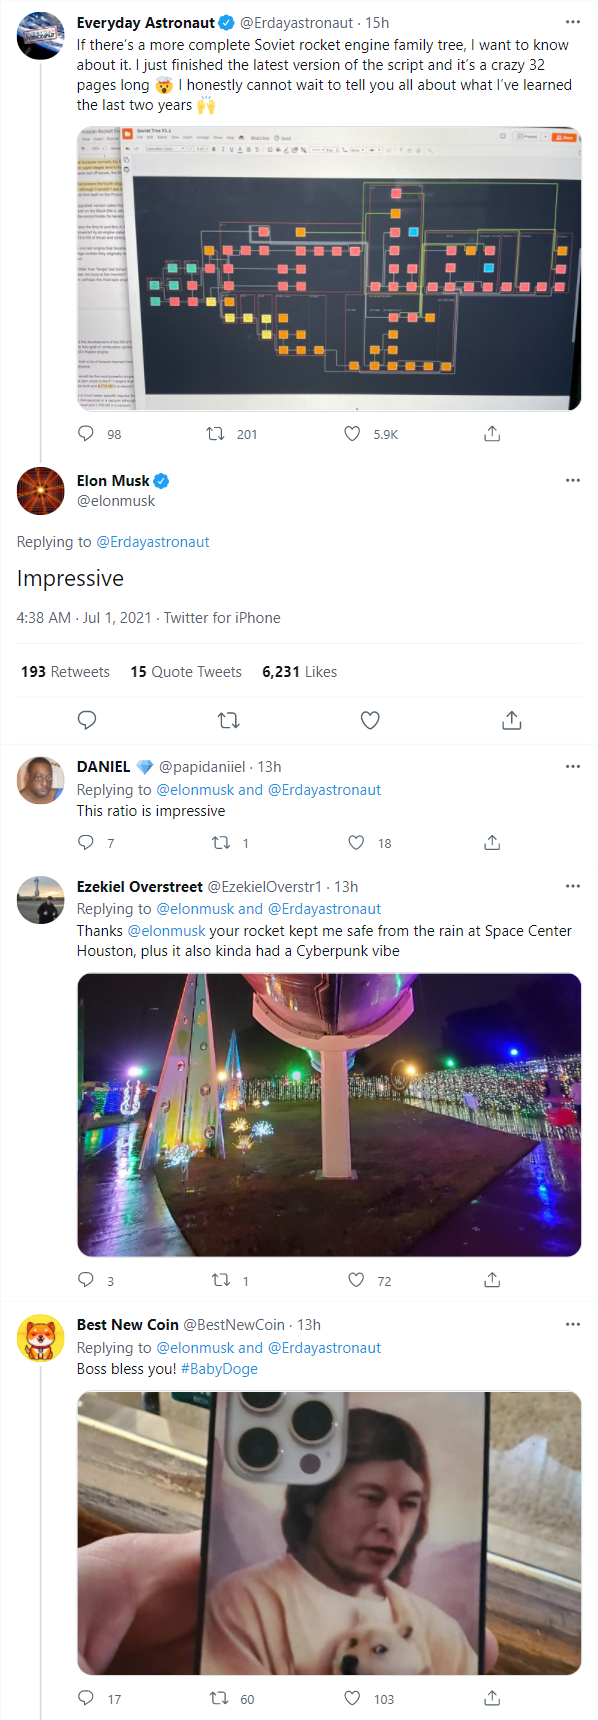 Everyday Astronaut @Erdayastronaut · 15h
If there's a more complete Soviet rocket engine family tree, I want to know
about it. I just finished the latest version of the script and it's a crazy 32
pages long 🤯 I honestly cannot wait to tell you all about what I've learned
the last two years 🙌
Soviet Tree V5.2
98 201 5.9K
Elon Musk
@elonmusk
Replying to @Erdayastronaut
Impressive
4:38 AM · Jul 1, 2021 · Twitter for iPhone
193 Retweets 15 Quote Tweets 6,231 Likes
DANIEL 💎 @papidaniiel · 13h
Replying to @elonmusk and @Erdayastronaut
This ratio is impressive
7 1 18
Ezekiel Overstreet @EzekielOverstr1 · 13h
Replying to @elonmusk and @Erdayastronaut
Thanks @elonmusk your rocket kept me safe from the rain at Space Center
Houston, plus it also kinda had a Cyberpunk vibe
3 1 72
Best New Coin @BestNewCoin · 13h
Replying to @elonmusk and @Erdayastronaut
Boss bless you! #BabyDoge
17 60 103